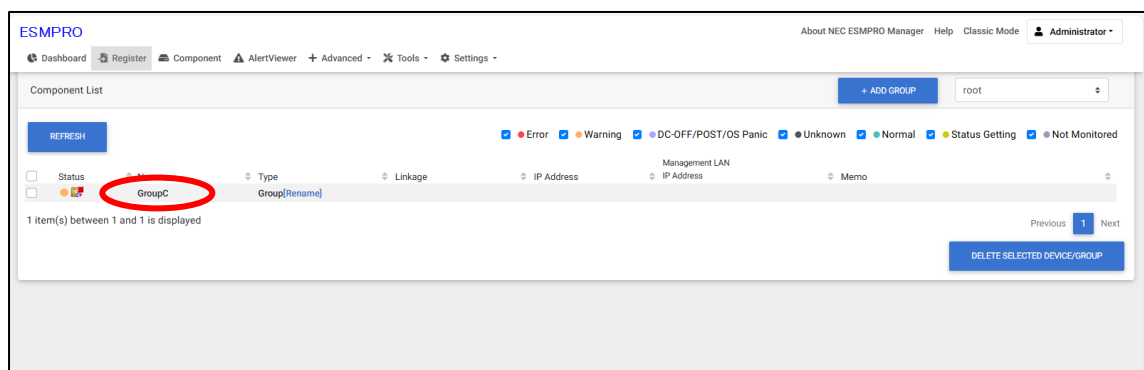 ESMPRO
About NEC ESMPRO Manager Help Classic Mode Administrator
Dashboard Register Component AlertViewer Advanced Tools Settings
Component List + ADD GROUP root
REFRESH Error Warning DC-OFF/POST/OS Panic Unknown Normal Status Getting Not Monitored
Status Type Linkage IP Address Management LAN IP Address Memo
GroupC Group[Rename]
1 item(s) between 1 and 1 is displayed
Previous 1 Next
DELETE SELECTED DEVICE/GROUP